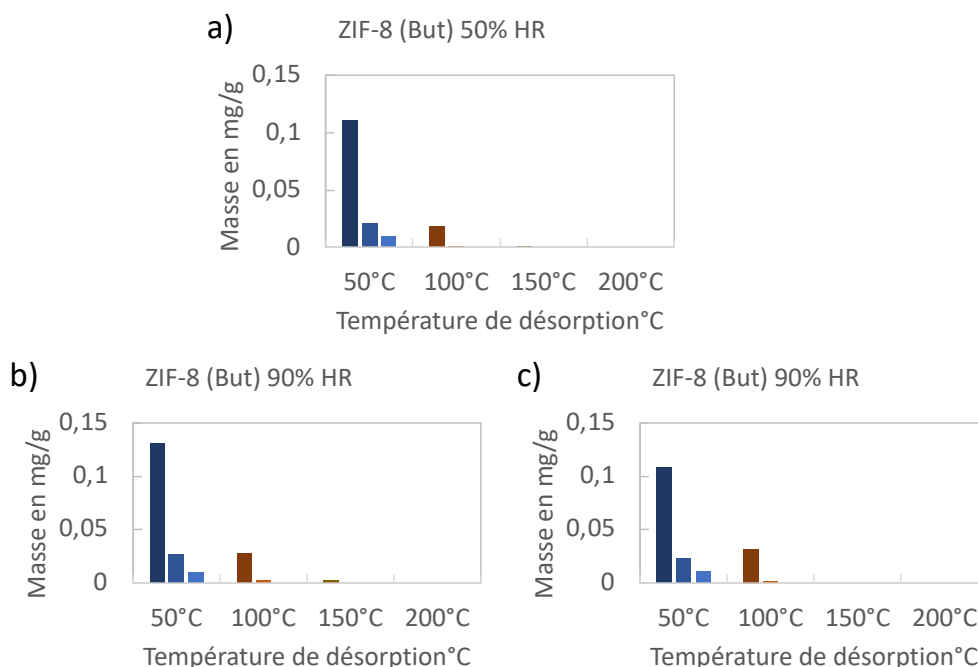 a) ZIF-8 (But) 50% HR
Masse en mg/g
0,15
0,1
0,05
0
50°C 100°C 150°C 200°C
Température de désorption°C
b) ZIF-8 (But) 90% HR
Masse en mg/g
0,15
0,1
0,05
0
50°C 100°C 150°C 200°C
Température de désorption°C
c) ZIF-8 (But) 90% HR
Masse en mg/g
0,15
0,1
0,05
0
50°C 100°C 150°C 200°C
Température de désorption°C